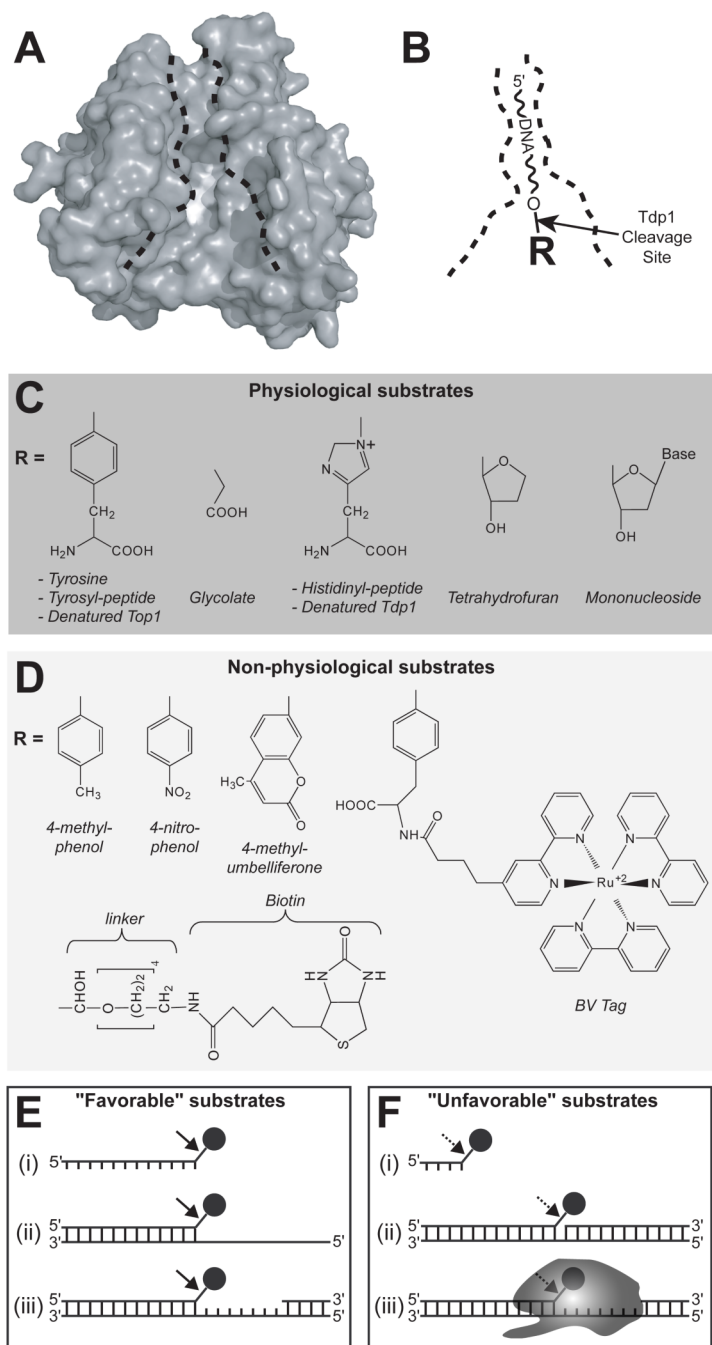 A
B
5'
DNA
O
R
Tdp1
Cleavage
Site
C
Physiological substrates
R =
CH2
H2N
COOH
- Tyrosine
- Tyrosyl-peptide
- Denatured Top1
COOH
Glycolate
N+
N
CH2
H2N
COOH
- Histidinyl-peptide
- Denatured Tdp1
O
OH
Tetrahydrofuran
O
Base
OH
Mononucleoside
D
Non-physiological substrates
R =
CH3
4-methyl-
phenol
NO2
4-nitro-
phenol
H3C
O
O
4-methyl-
umbelliferone
HOOC
NH
O
N
N
N
N
N
N
Ru+2
BV Tag
linker
Biotin
CHOH
O
(CH2)2
4
CH2
NH
O
O
HN
NH
S
E
"Favorable" substrates
(i)
5'
(ii)
5'
3'
5'
(iii)
5'
3'
3'
5'
F
"Unfavorable" substrates
(i)
5'
(ii)
5'
3'
3'
5'
(iii)
5'
3'
3'
5'